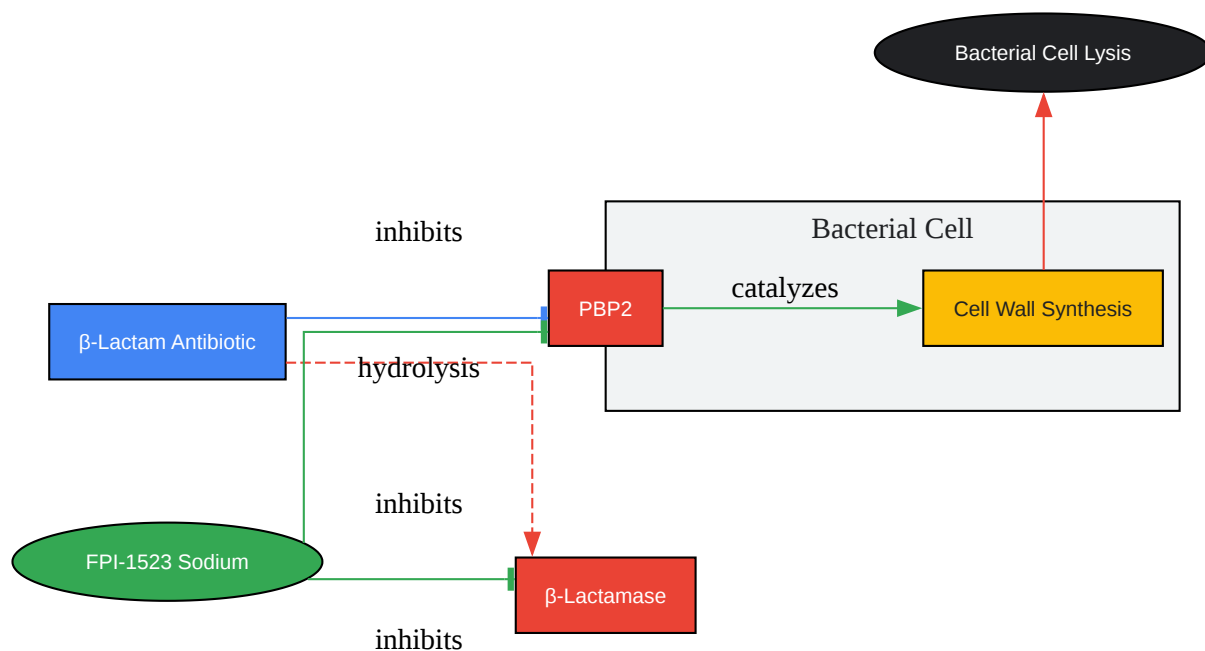 Bacterial Cell Lysis
inhibits
Bacterial Cell
catalyzes
PBP2
Cell Wall Synthesis
β-Lactam Antibiotic
hydrolysis
inhibits
FPI-1523 Sodium
β-Lactamase
inhibits